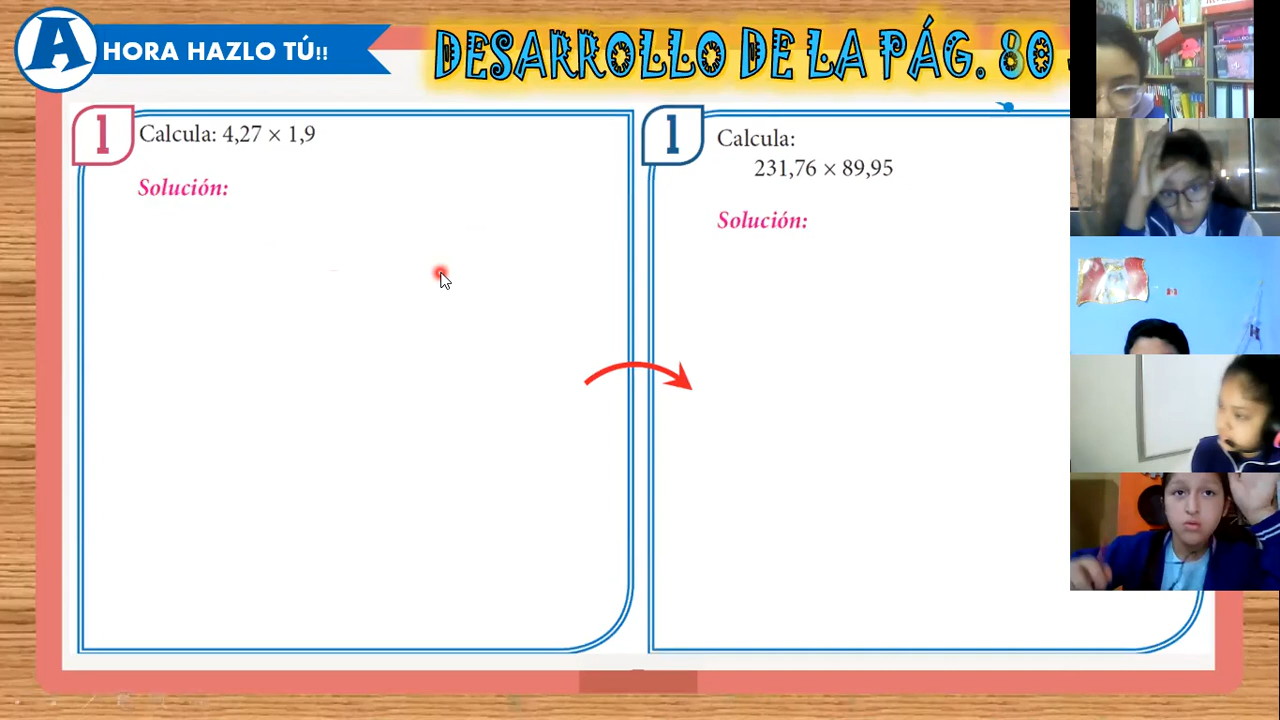 AHORA HAZLO TÚ!!
DESARROLLO DE LA PÁG. 80
1
Calcula: 4,27 × 1,9
Solución:
1
Calcula:
231,76 × 89,95
Solución: